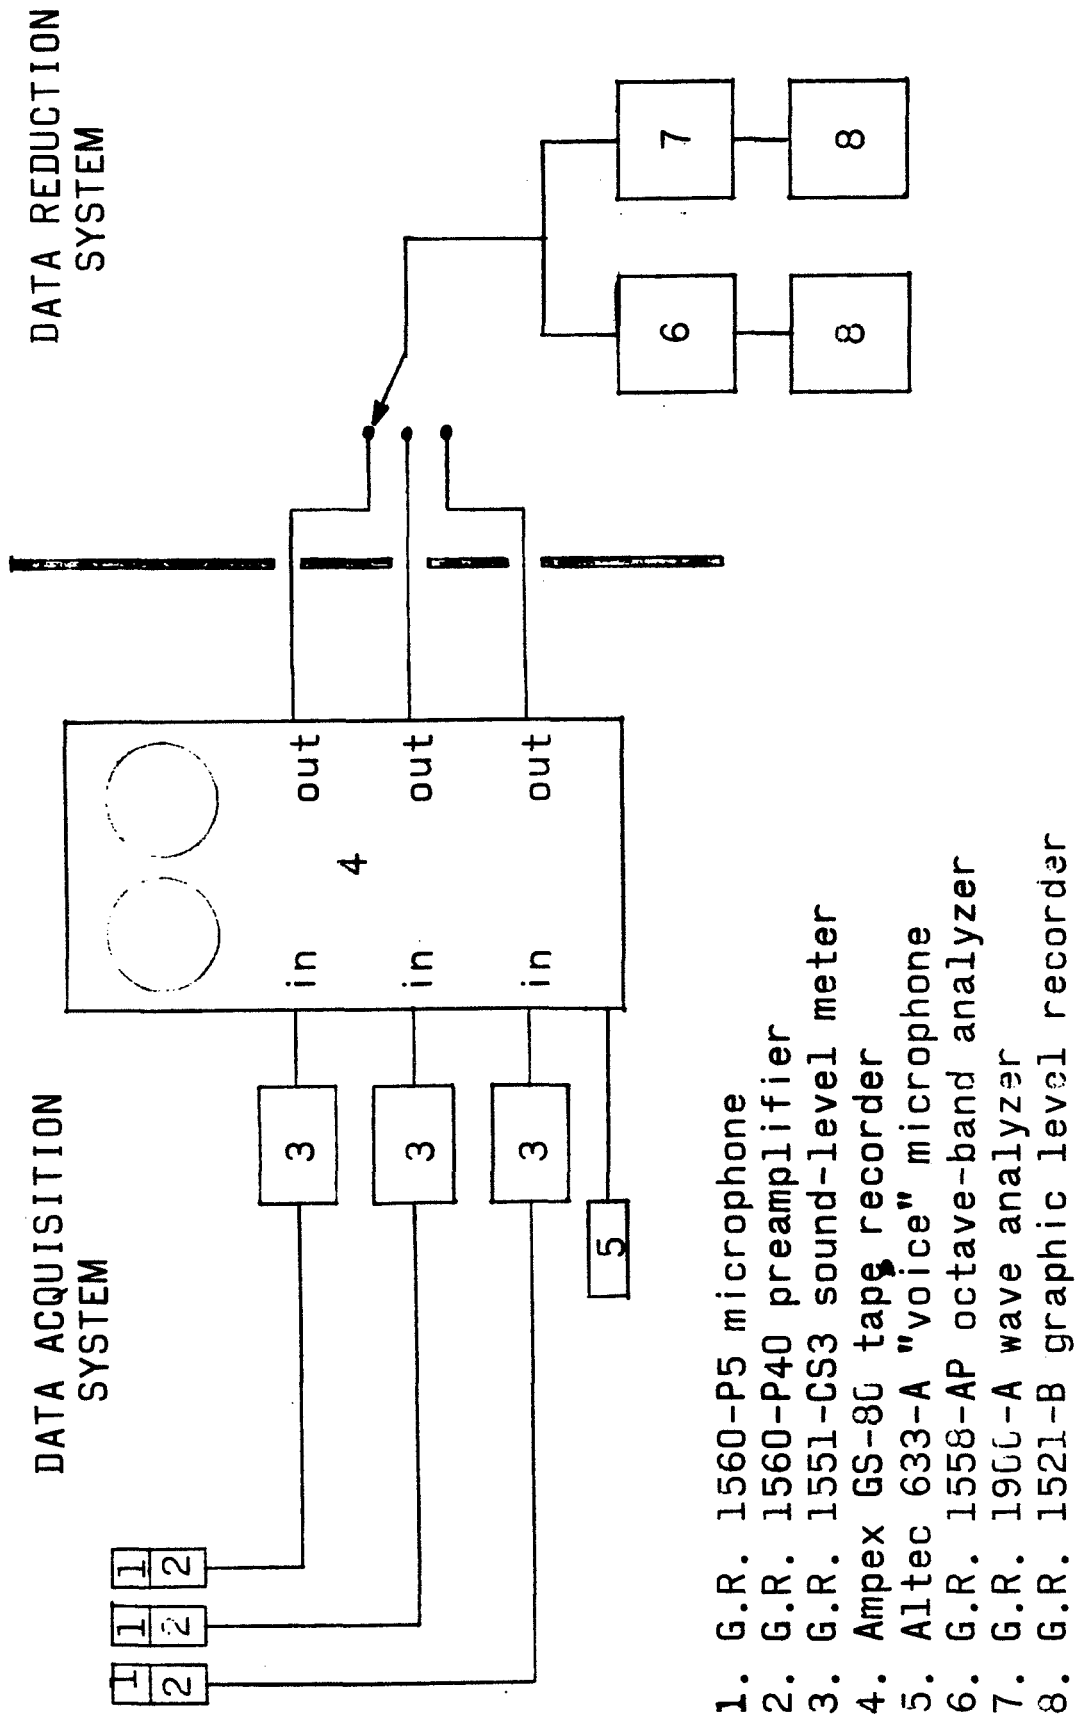 DATA ACQUISITION
SYSTEM
DATA REDUCTION
SYSTEM
1
2
1
2
1
2
3
3
3
5
in
in
in
4
out
out
out
6
8
7
8
1. G.R. 1560-P5 microphone
2. G.R. 1560-P40 preamplifier
3. G.R. 1551-CS3 sound-level meter
4. Ampex GS-80 tape recorder
5. Altec 633-A "voice" microphone
6. G.R. 1558-AP octave-band analyzer
7. G.R. 1900-A wave analyzer
8. G.R. 1521-B graphic level recorder